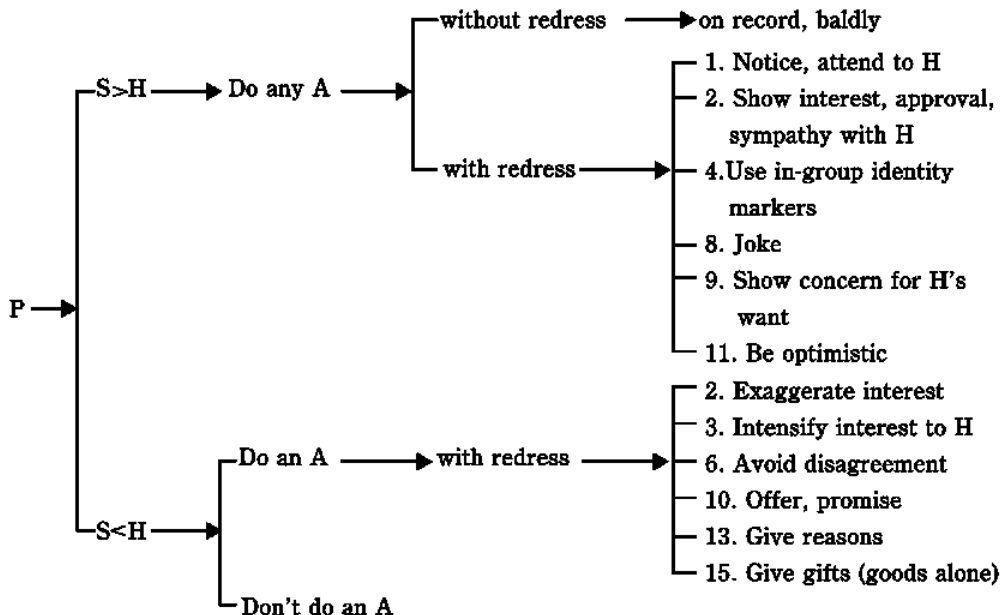 without redress
on record, baldly
1. Notice, attend to H
S>H
Do any A
2. Show interest, approval,
sympathy with H
with redress
4.Use in-group identity
markers
8. Joke
9. Show concern for H's
want
P
11. Be optimistic
2. Exaggerate interest
3. Intensify interest to H
Do an A
with redress
6. Avoid disagreement
10. Offer, promise
S<H
13. Give reasons
15. Give gifts (goods alone)
Don't do an A